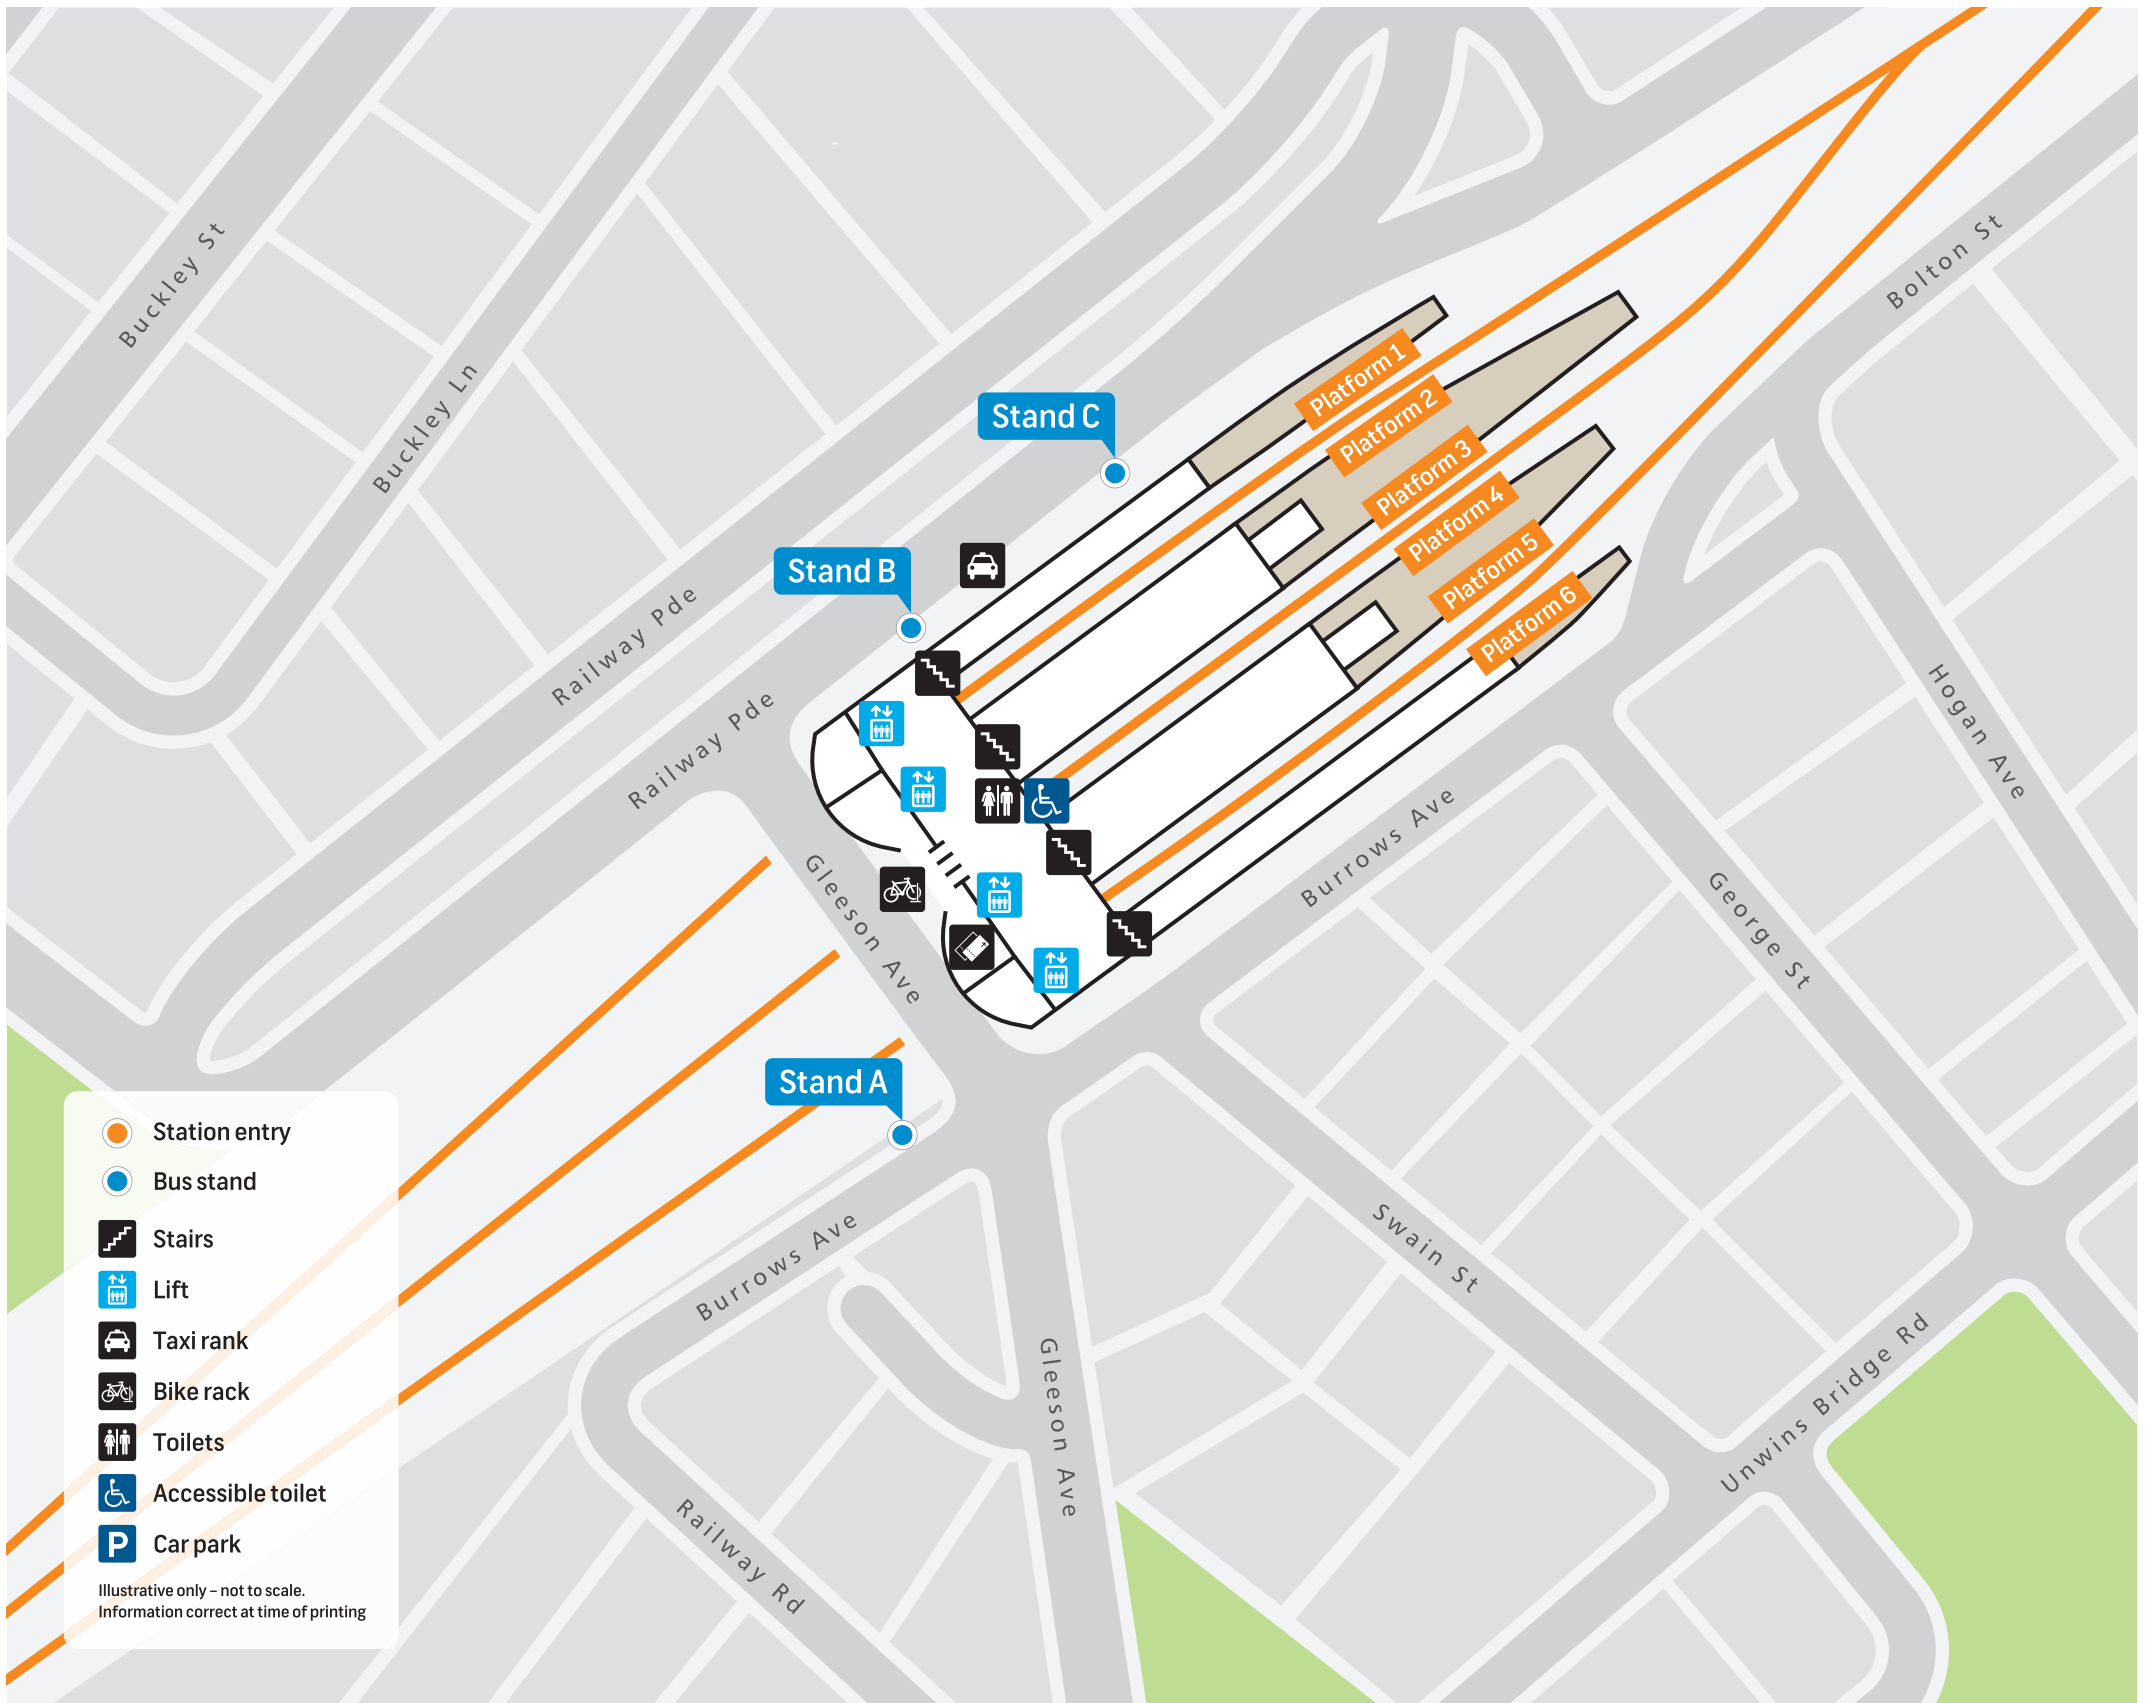 Buckley St
Buckley Ln
Bolton St
Stand C
Platform 1
Platform 2
Platform 3
Platform 4
Platform 5
Platform 6
Stand B
Railway Pde
Railway Pde
Hogan Ave
Burrows Ave
George St
Gleeson Ave
Stand A
Burrows Ave
Swain St
Gleeson Ave
Unwins Bridge Rd
Railway Rd
Station entry
Bus stand
Stairs
Lift
Taxi rank
Bike rack
Toilets
Accessible toilet
P
Car park
Illustrative only – not to scale.
Information correct at time of printing